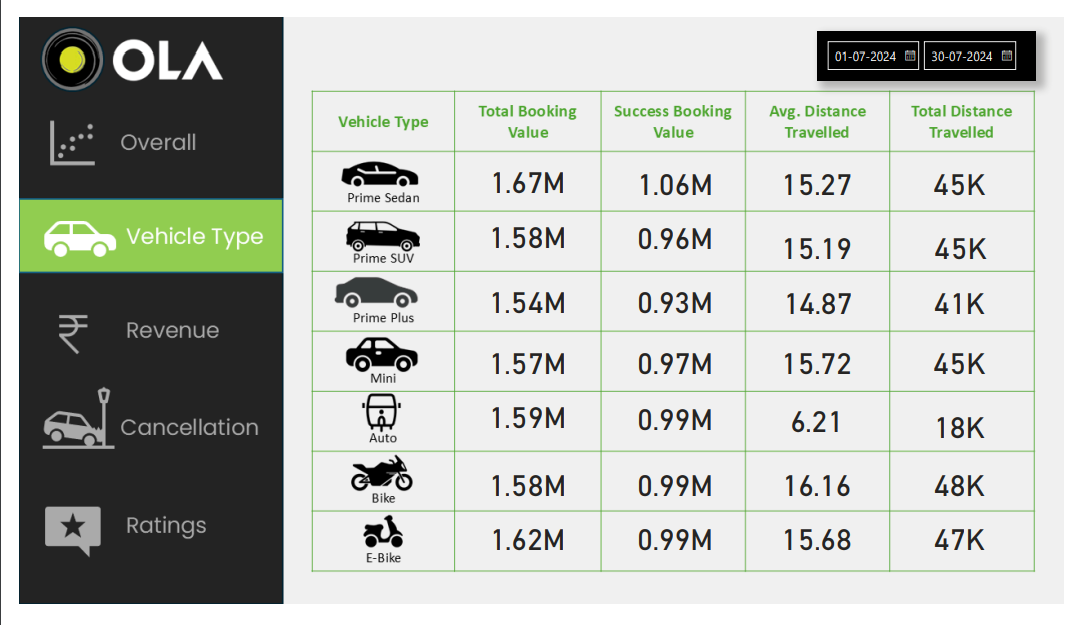 OLA
01-07-2024 30-07-2024
Overall
Vehicle Type
Revenue
Cancellation
Ratings
Vehicle Type
Total Booking
Value
Success Booking
Value
Avg. Distance
Travelled
Total Distance
Travelled
Prime Sedan 1.67M 1.06M 15.27 45K
Prime SUV 1.58M 0.96M 15.19 45K
Prime Plus 1.54M 0.93M 14.87 41K
Mini 1.57M 0.97M 15.72 45K
Auto 1.59M 0.99M 6.21 18K
Bike 1.58M 0.99M 16.16 48K
E-Bike 1.62M 0.99M 15.68 47K